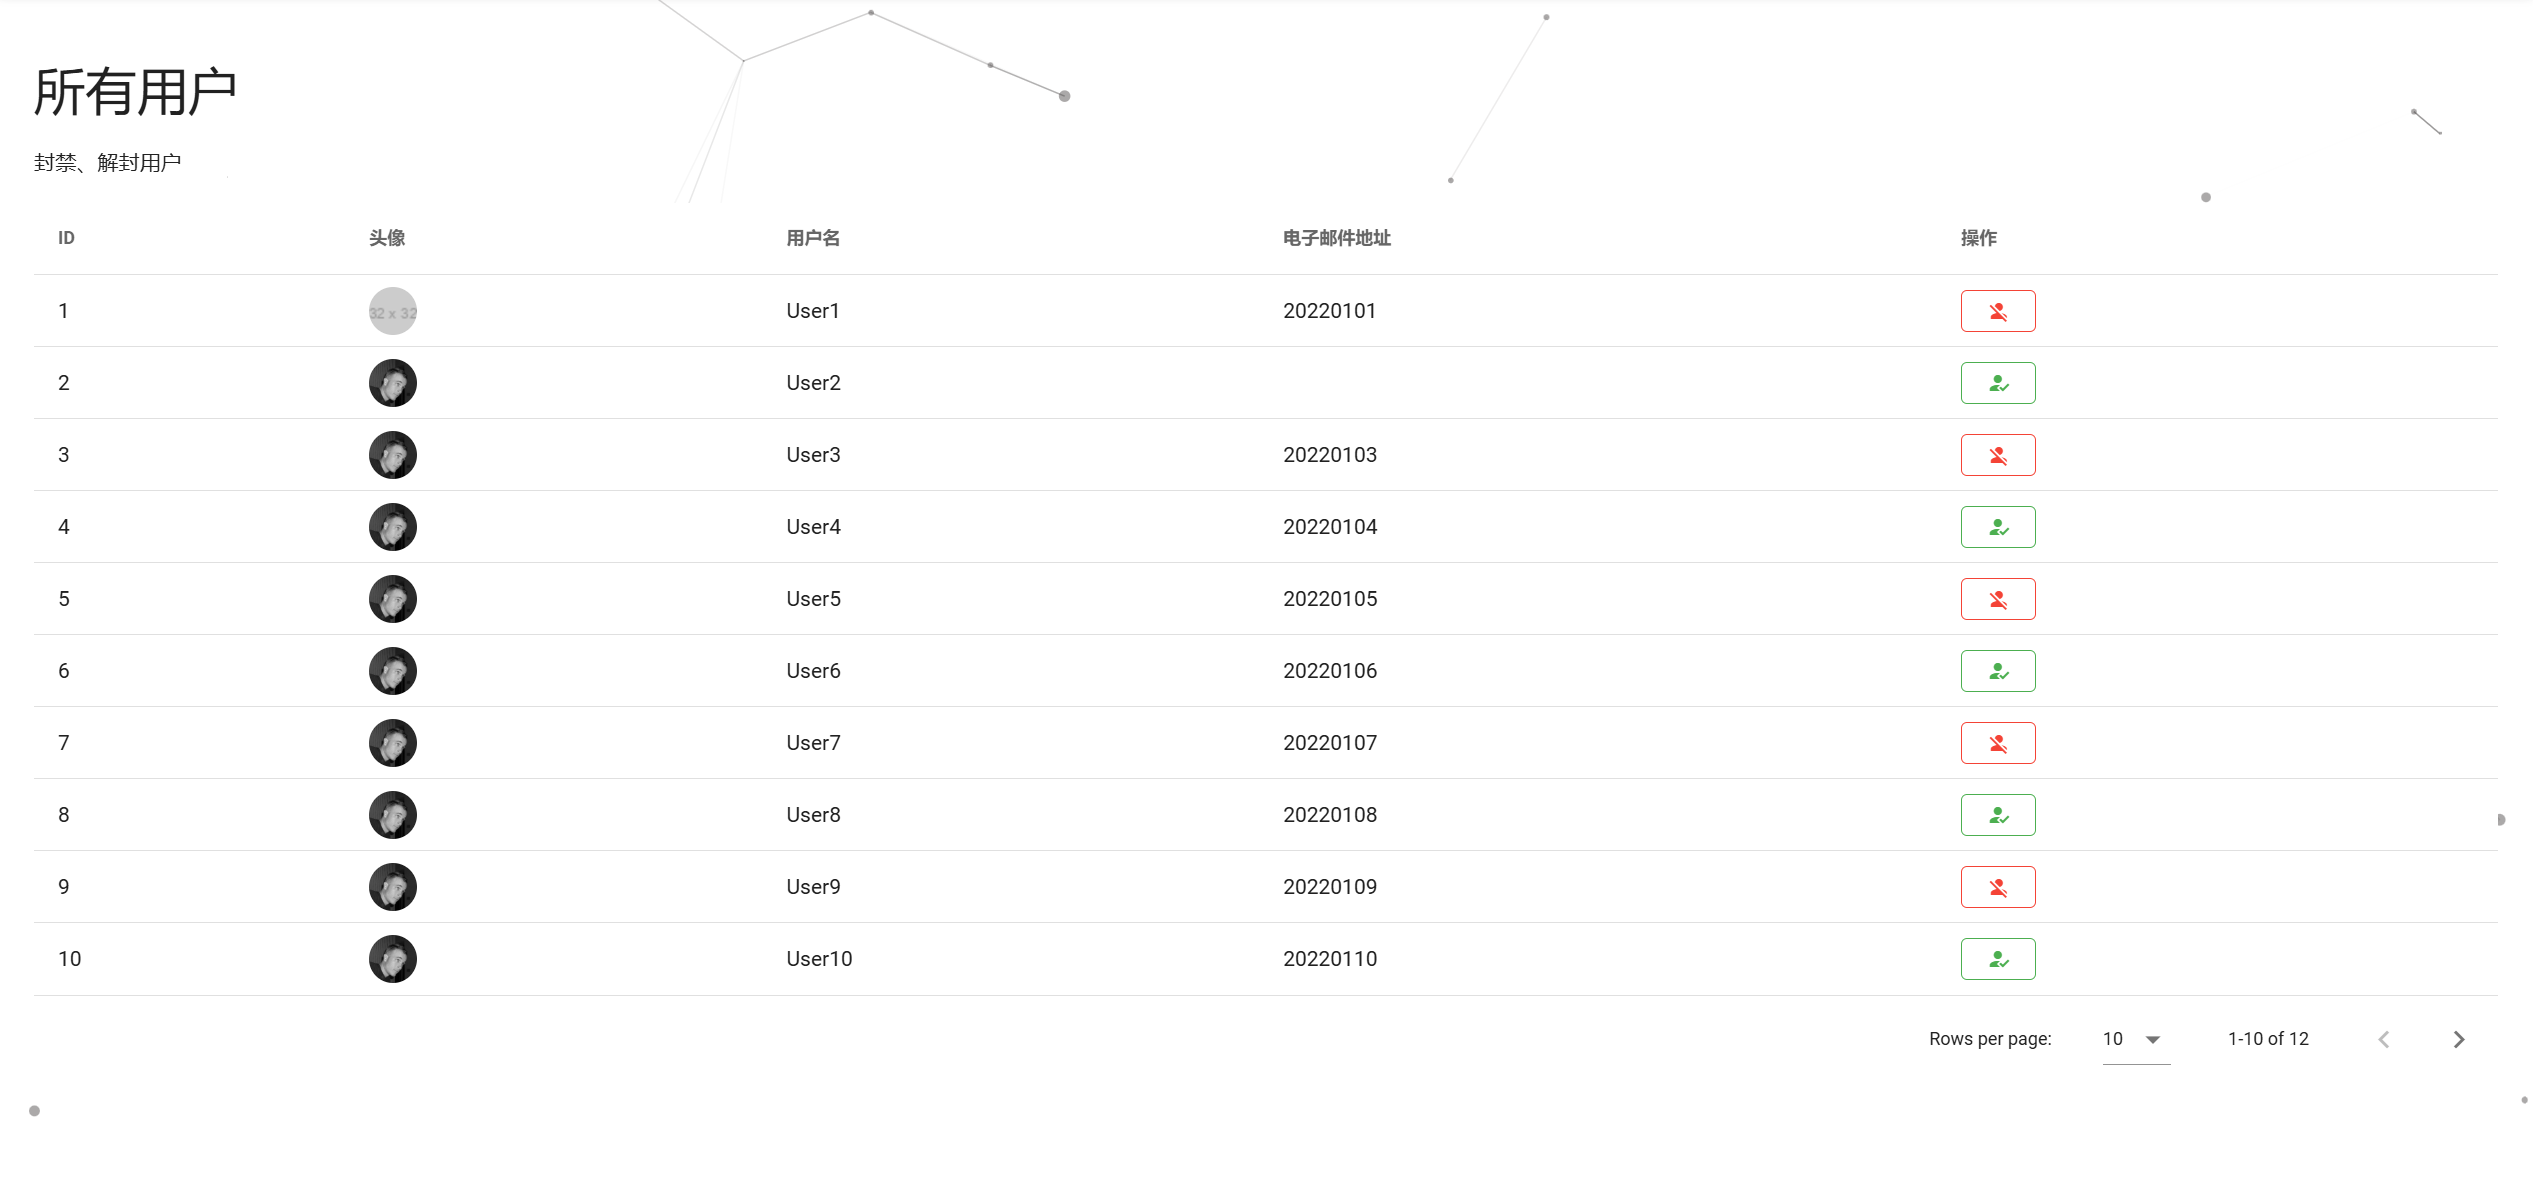 所有用户
封禁、解封用户
ID 头像 用户名 电子邮件地址 操作
1 32 x 32 User1 20220101
2 User2
3 User3 20220103
4 User4 20220104
5 User5 20220105
6 User6 20220106
7 User7 20220107
8 User8 20220108
9 User9 20220109
10 User10 20220110
Rows per page: 10 1-10 of 12